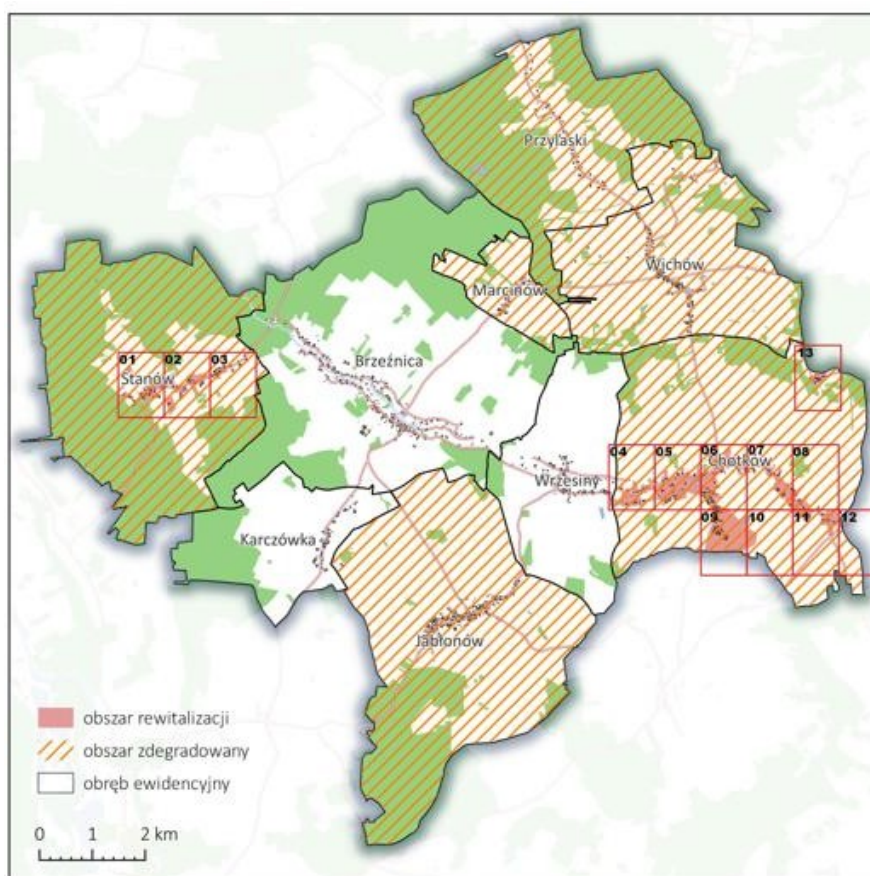 Przylaski
Wichów
Marcinów
13
Brzeźnica
01 02 03
Stanów
04 05 06 07 08
Chotków
Wrzesiny
09 10 11 12
Karczówka
Jabłonów
obszar rewitalizacji
obszar zdegradowany
obręb ewidencyjny
0 1 2 km